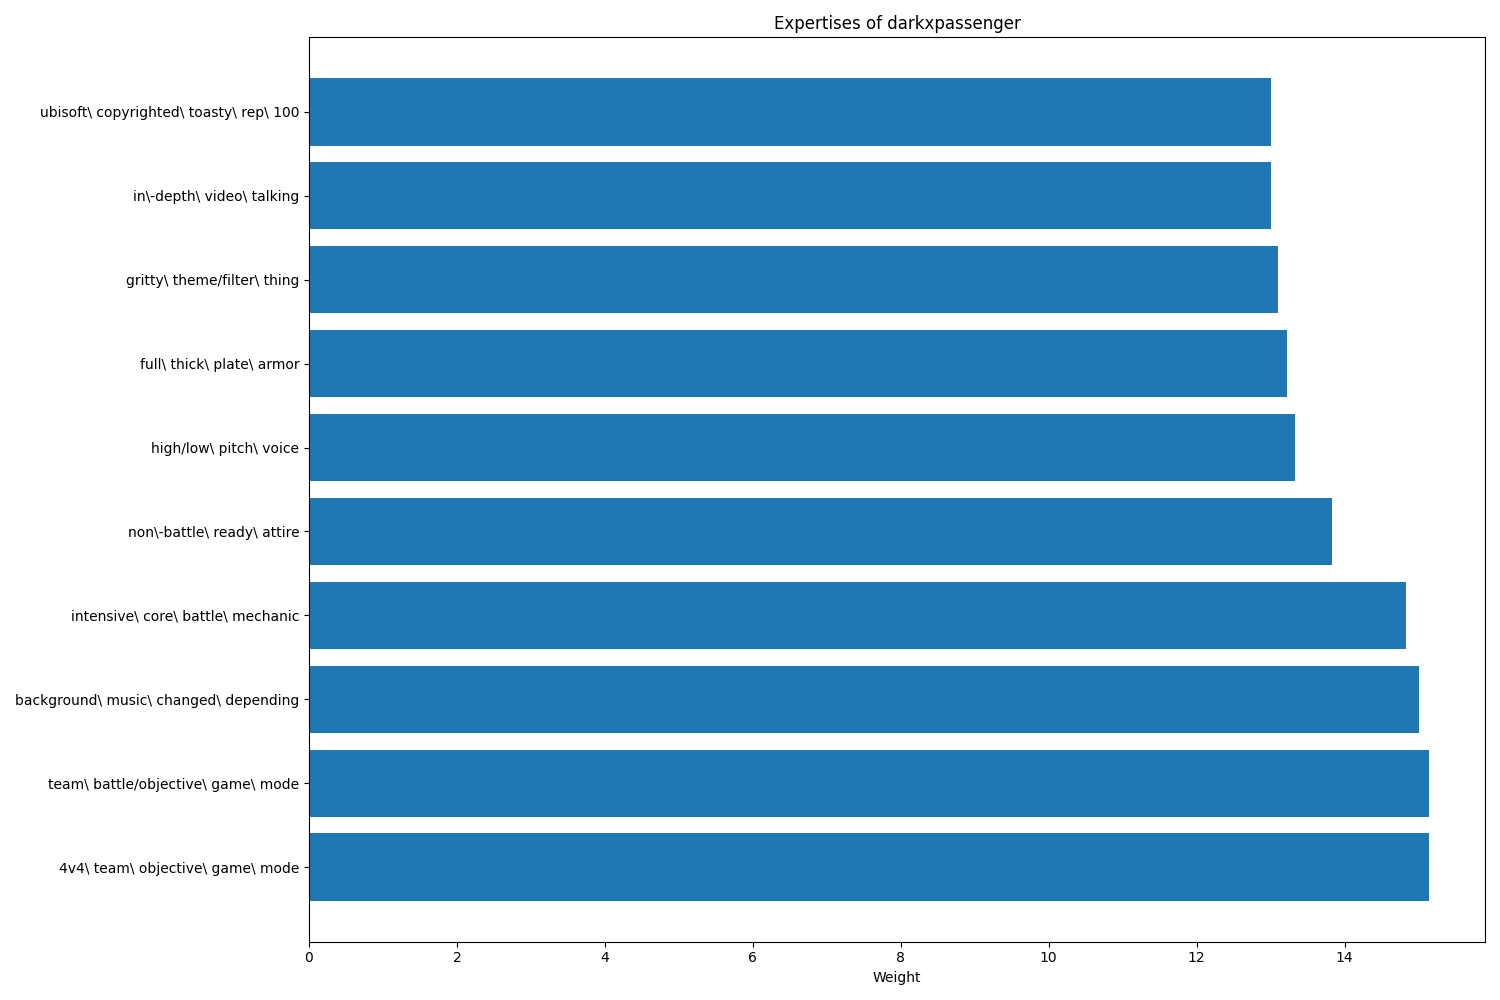 Expertises of darkxpassenger
ubisoft\ copyrighted\ toasty\ rep\ 100
in\-depth\ video\ talking
gritty\ theme/filter\ thing
full\ thick\ plate\ armor
high/low\ pitch\ voice
non\-battle\ ready\ attire
intensive\ core\ battle\ mechanic
background\ music\ changed\ depending
team\ battle/objective\ game\ mode
4v4\ team\ objective\ game\ mode
0 2 4 6 8 10 12 14
Weight